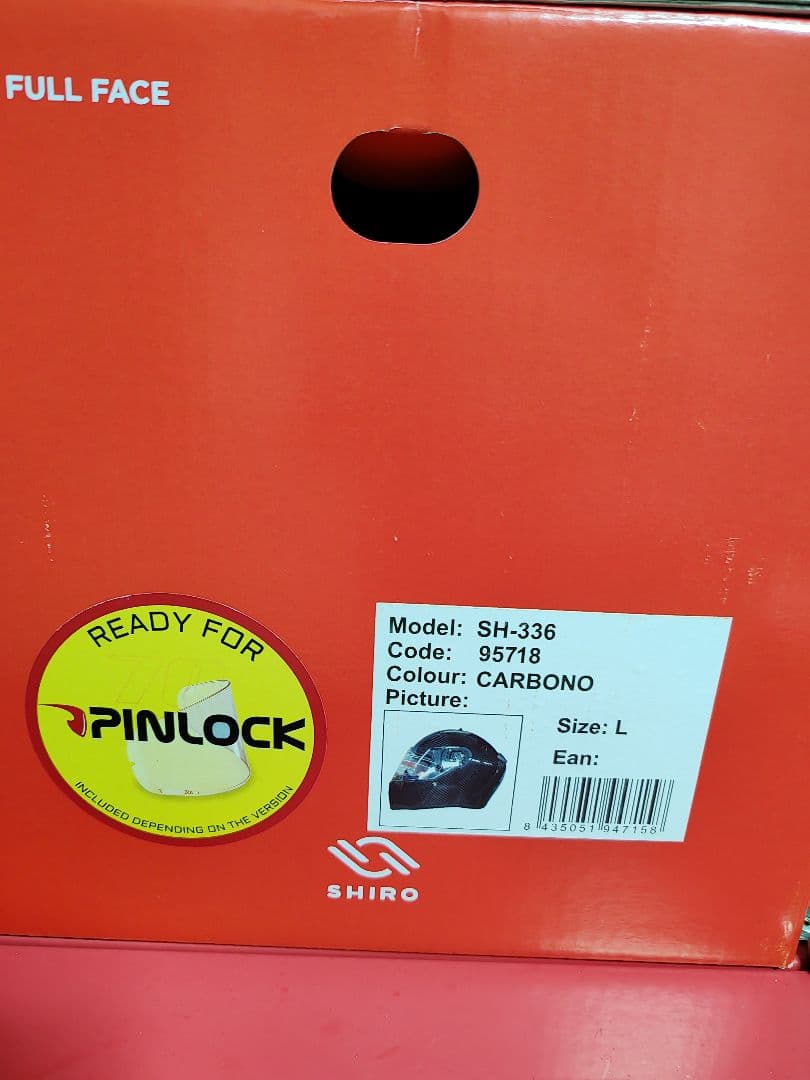 FULL FACE
READY FOR
PINLOCK
INCLUDED DEPENDING ON THE VERSION
Model: SH-336
Code: 95718
Colour: CARBONO
Picture:
Size: L
Ean:
8 435051 947158
SHIRO